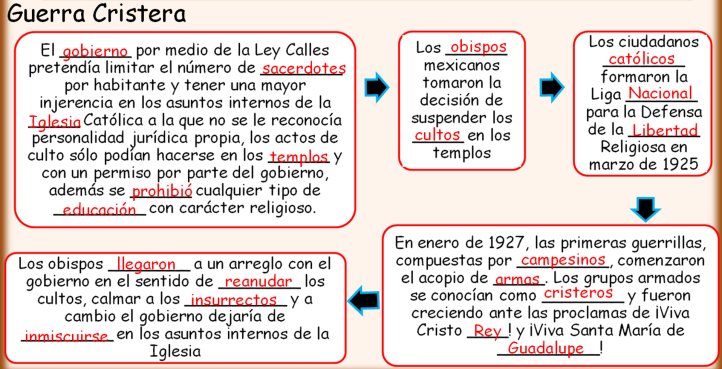 Guerra Cristera
El gobierno por medio de la Ley Calles
pretendía limitar el número de sacerdotes
por habitante y tener una mayor
injerencia en los asuntos internos de la
Iglesia Católica a la que no se le reconocía
personalidad jurídica propia, los actos de
culto sólo podían hacerse en los templos y
con un permiso por parte del gobierno,
además se prohibió cualquier tipo de
educación con carácter religioso.
Los obispos
mexicanos
tomaron la
decisión de
suspender los
cultos en los
templos
Los ciudadanos
católicos
formaron la
Liga Nacional
para la Defensa
de la Libertad
Religiosa en
marzo de 1925
En enero de 1927, las primeras guerrillas,
compuestas por campesinos, comenzaron
el acopio de armas. Los grupos armados
se conocían como cristeros y fueron
creciendo ante las proclamas de ¡Viva
Cristo Rey! y ¡Viva Santa María de
Guadalupe!
Los obispos llegaron a un arreglo con el
gobierno en el sentido de reanudar los
cultos, calmar a los insurrectos y a
cambio el gobierno dejaría de
inmiscuirse en los asuntos internos de la
Iglesia